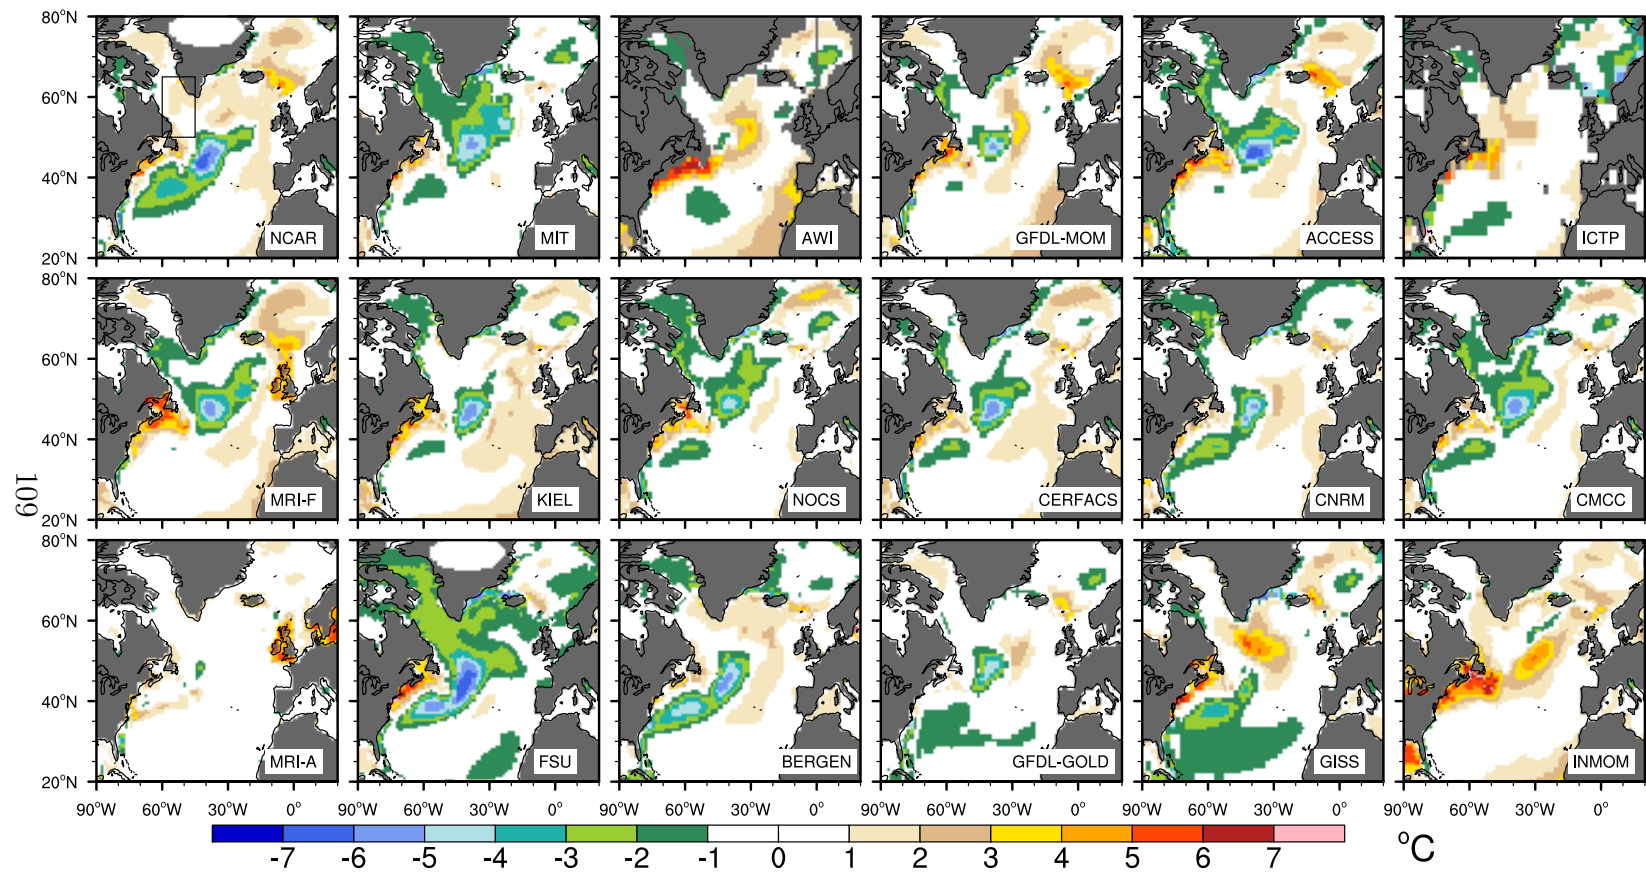 80°N
60°N
40°N
20°N
NCAR
MIT
AWI
GFDL-MOM
ACCESS
ICTP
80°N
60°N
40°N
20°N
MRI-F
KIEL
NOCS
CERFACS
CNRM
CMCC
109
80°N
60°N
40°N
20°N
MRI-A
FSU
BERGEN
GFDL-GOLD
GISS
INMOM
90°W 60°W 30°W 0° 90°W 60°W 30°W 0° 90°W 60°W 30°W 0° 90°W 60°W 30°W 0° 90°W 60°W 30°W 0° 90°W 60°W 30°W 0°
-7 -6 -5 -4 -3 -2 -1 0 1 2 3 4 5 6 7 °C